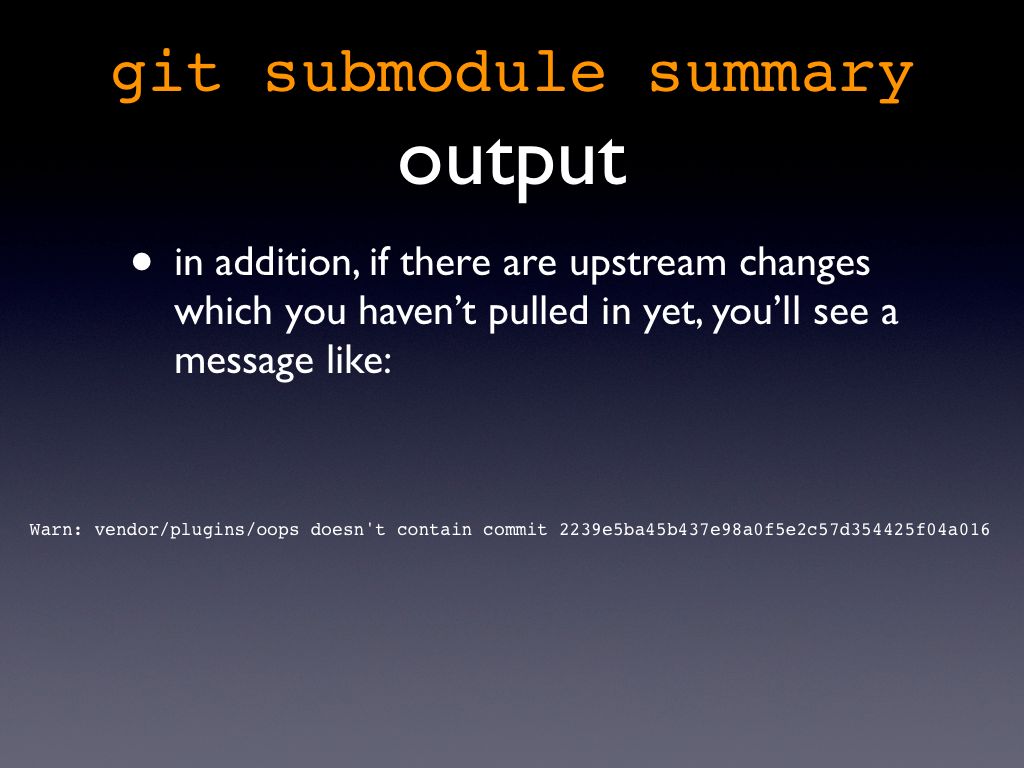 git submodule summary
output
• in addition, if there are upstream changes
which you haven’t pulled in yet, you’ll see a
message like:
Warn: vendor/plugins/oops doesn't contain commit 2239e5ba45b437e98a0f5e2c57d354425f04a016